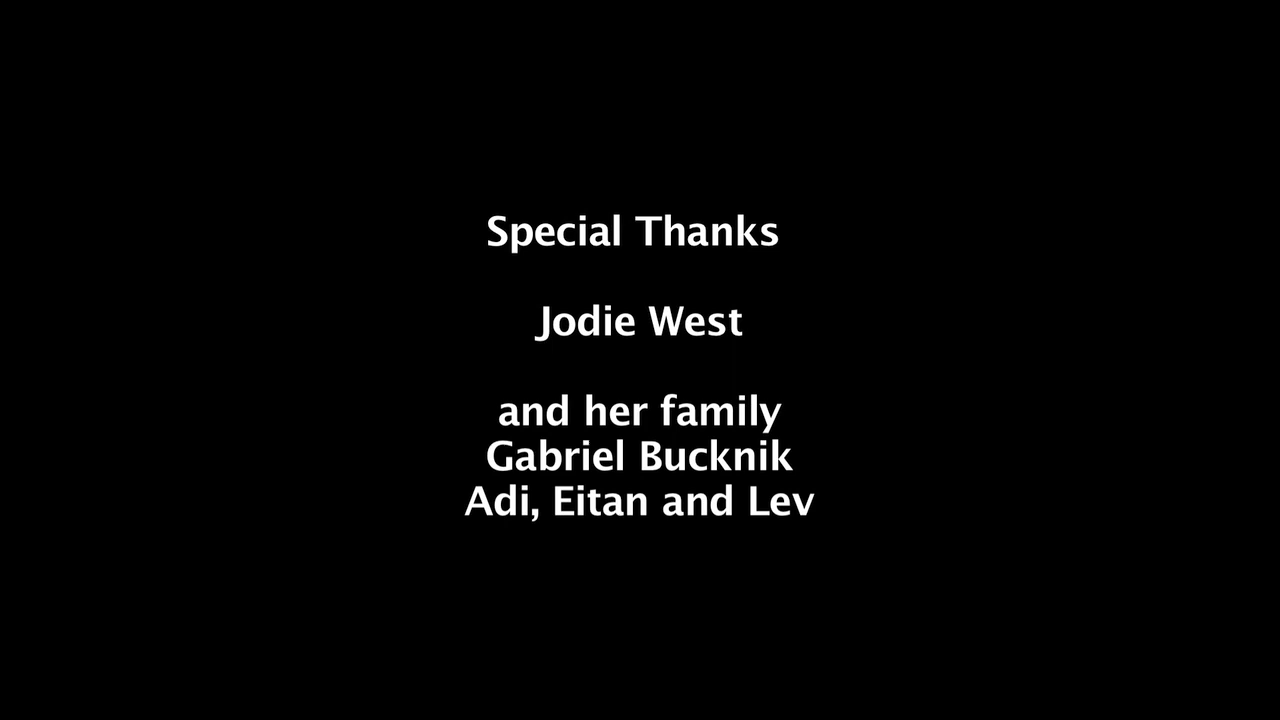 Special Thanks
Jodie West
and her family
Gabriel Bucknik
Adi, Eitan and Lev